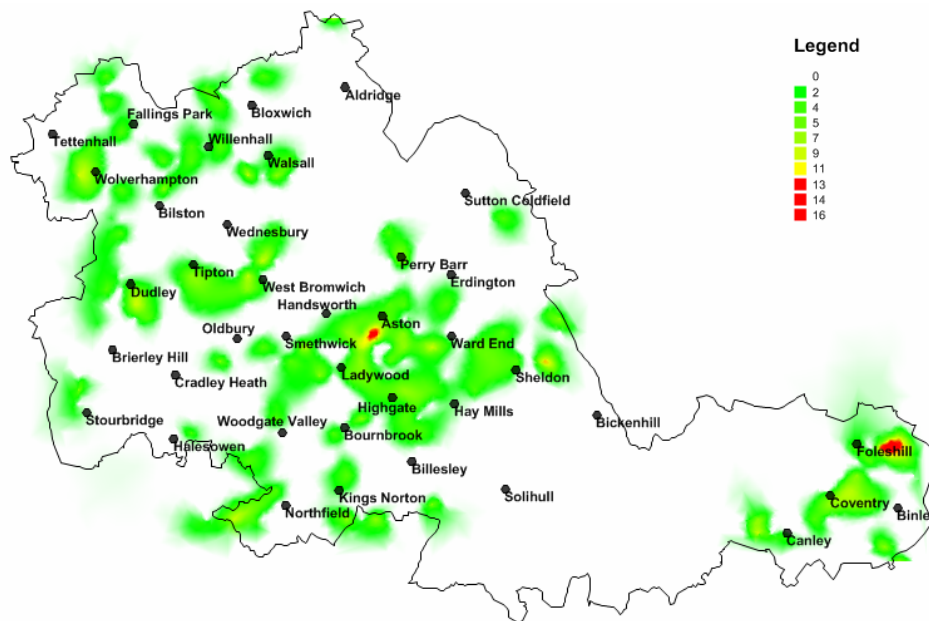 Legend
0
2
4
5
7
9
11
13
14
16
Aldridge
Bloxwich
Fallings Park
Tettenhall
Willenhall
Walsall
Wolverhampton
Sutton Coldfield
Bilston
Wednesbury
Perry Barr
Tipton
Erdington
West Bromwich
Dudley
Handsworth
Aston
Oldbury
Smethwick
Ward End
Brierley Hill
Ladywood
Sheldon
Cradley Heath
Highgate
Hay Mills
Stourbridge
Woodgate Valley
Bickenhill
Bournbrook
Halesowen
Foleshill
Billesley
Kings Norton
Solihull
Coventry
Northfield
Binle
Canley